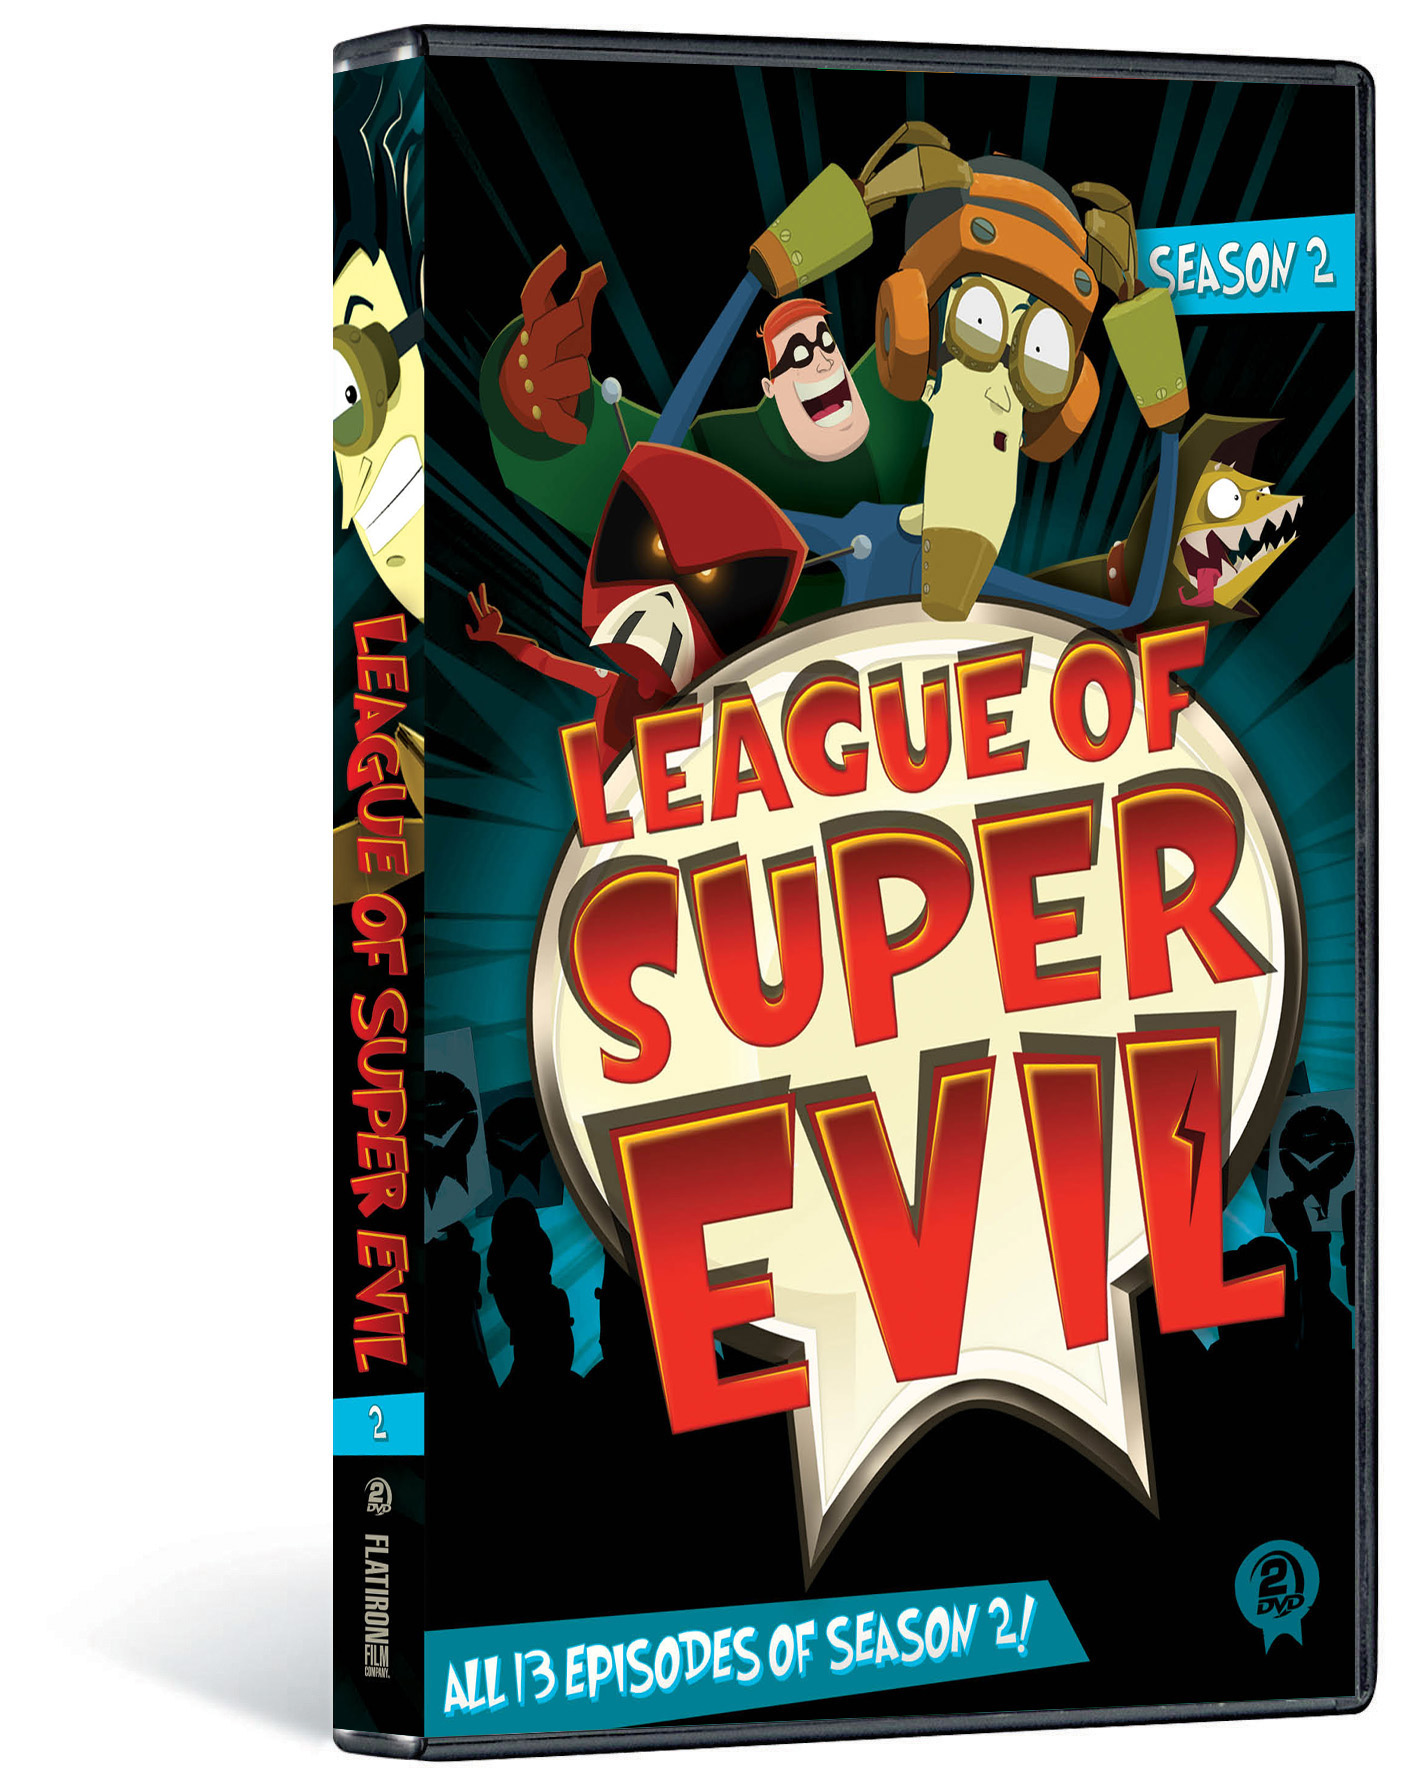 SEASON 2
LEAGUE OF
SUPER
EVIL
2
DVD
ALL 13 EPISODES OF SEASON 2!
LEAGUE OF SUPER EVIL
2
2
DVD
FLATIRON
FILM
COMPANY